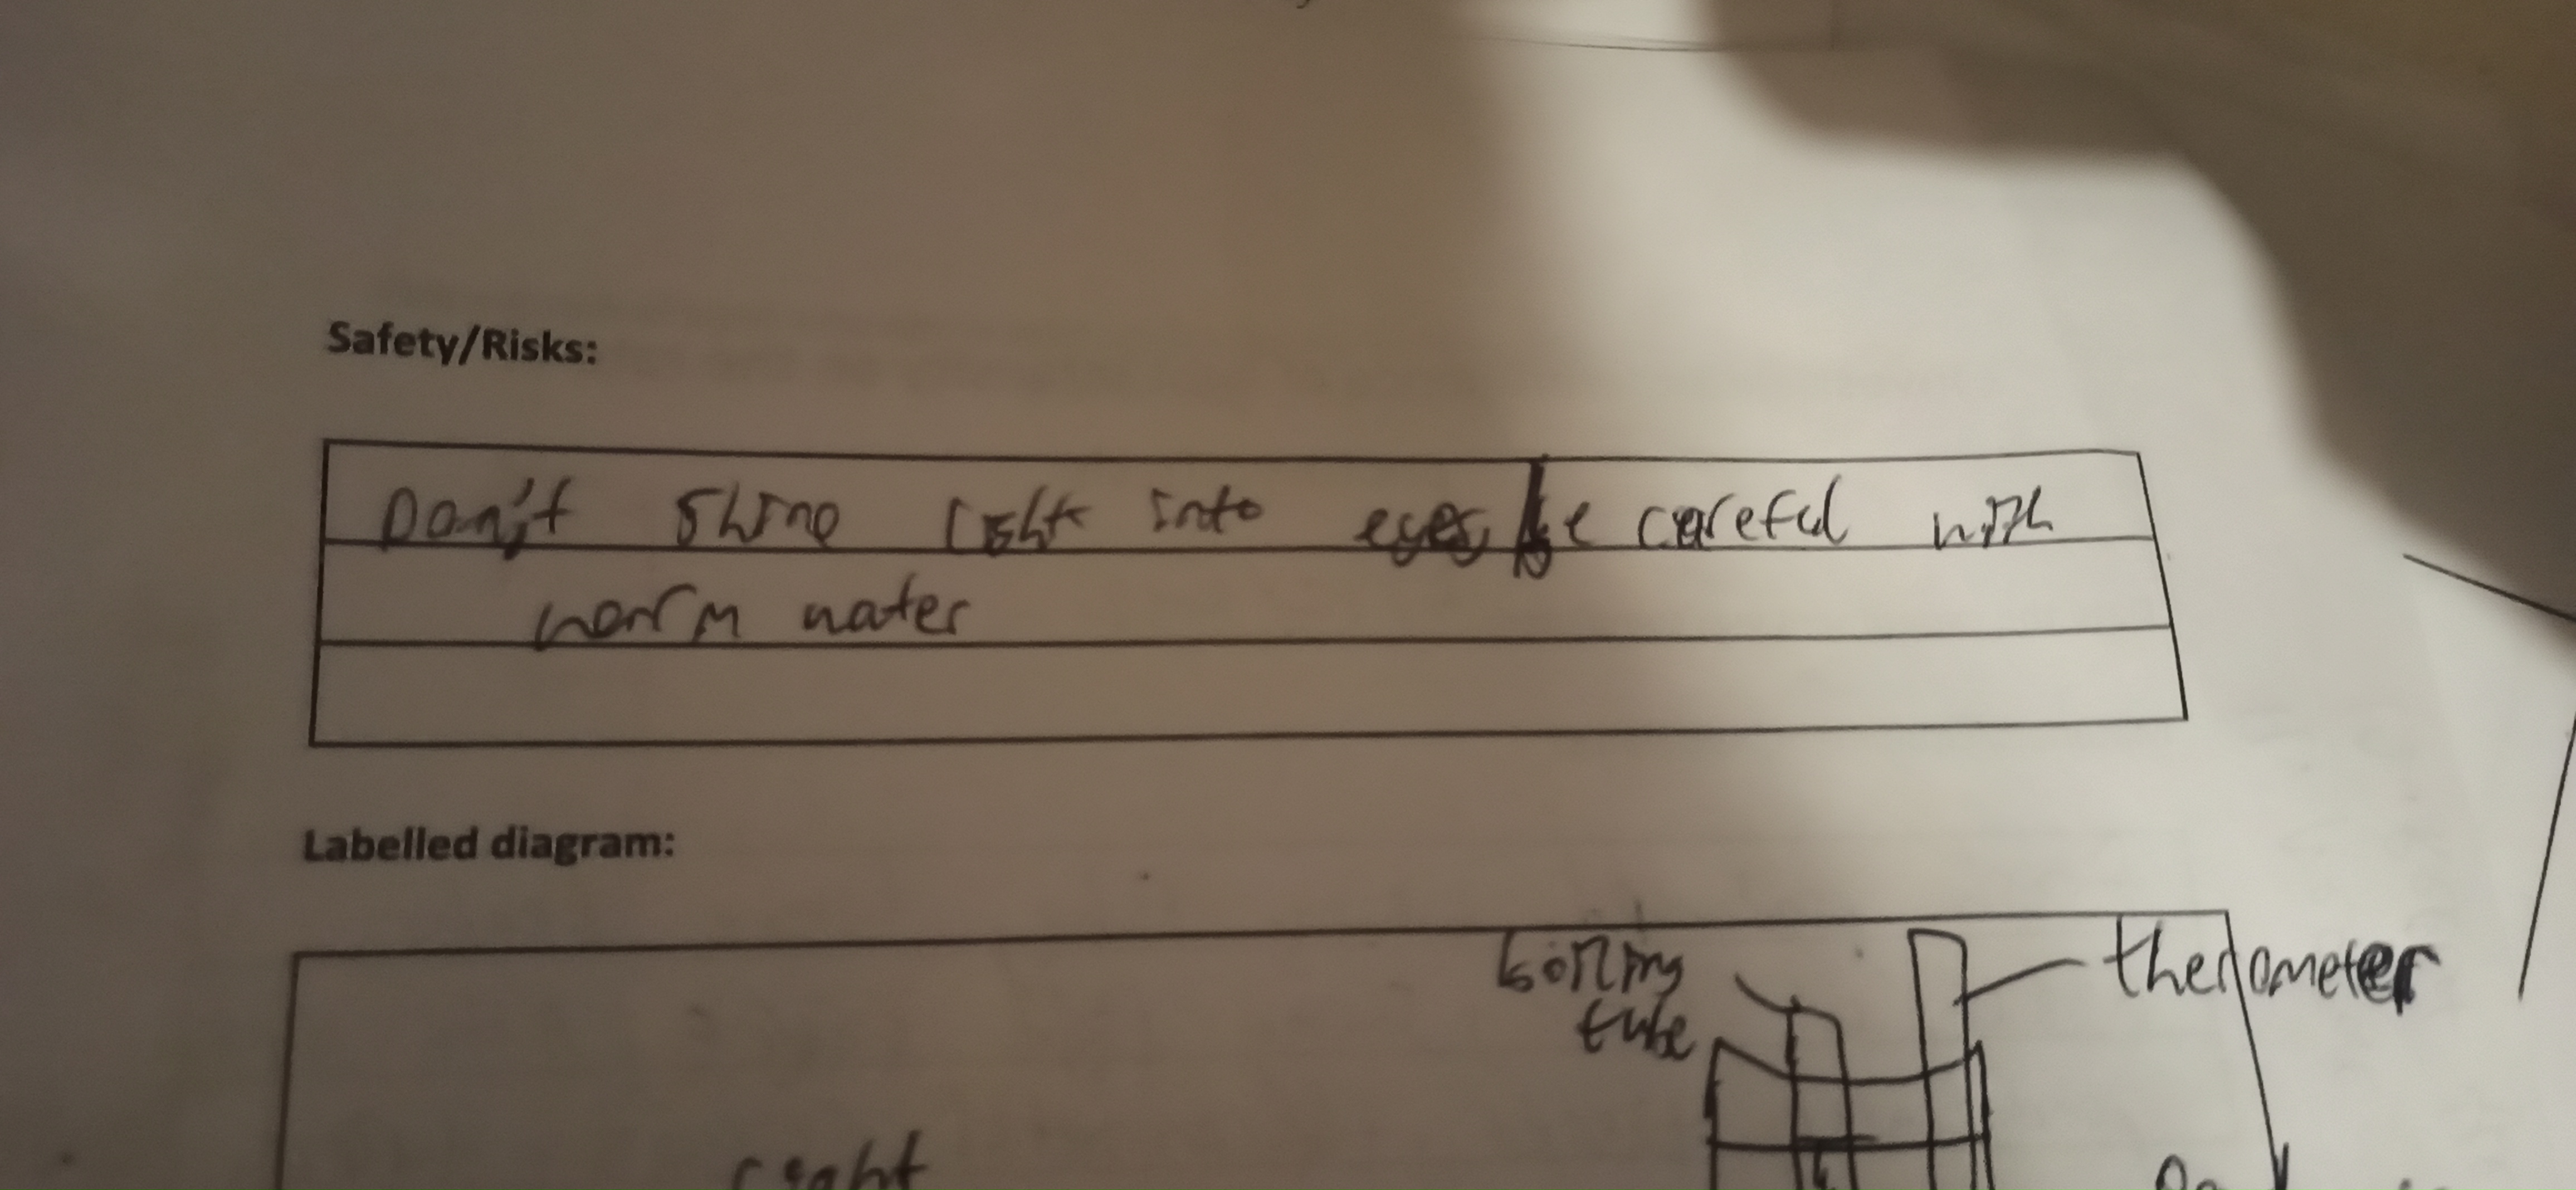 Safety/Risks:
Don't shine light into eyes, be careful with
warm water
Labelled diagram:
boiling
tube
thermometer
light